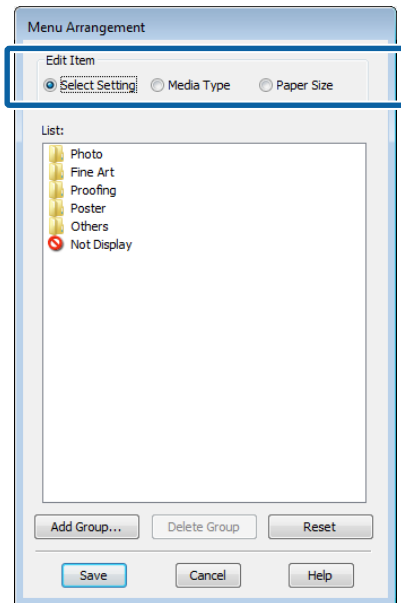 Menu Arrangement
Edit Item
Select Setting Media Type Paper Size
List:
Photo
Fine Art
Proofing
Poster
Others
Not Display
Add Group... Delete Group Reset
Save Cancel Help